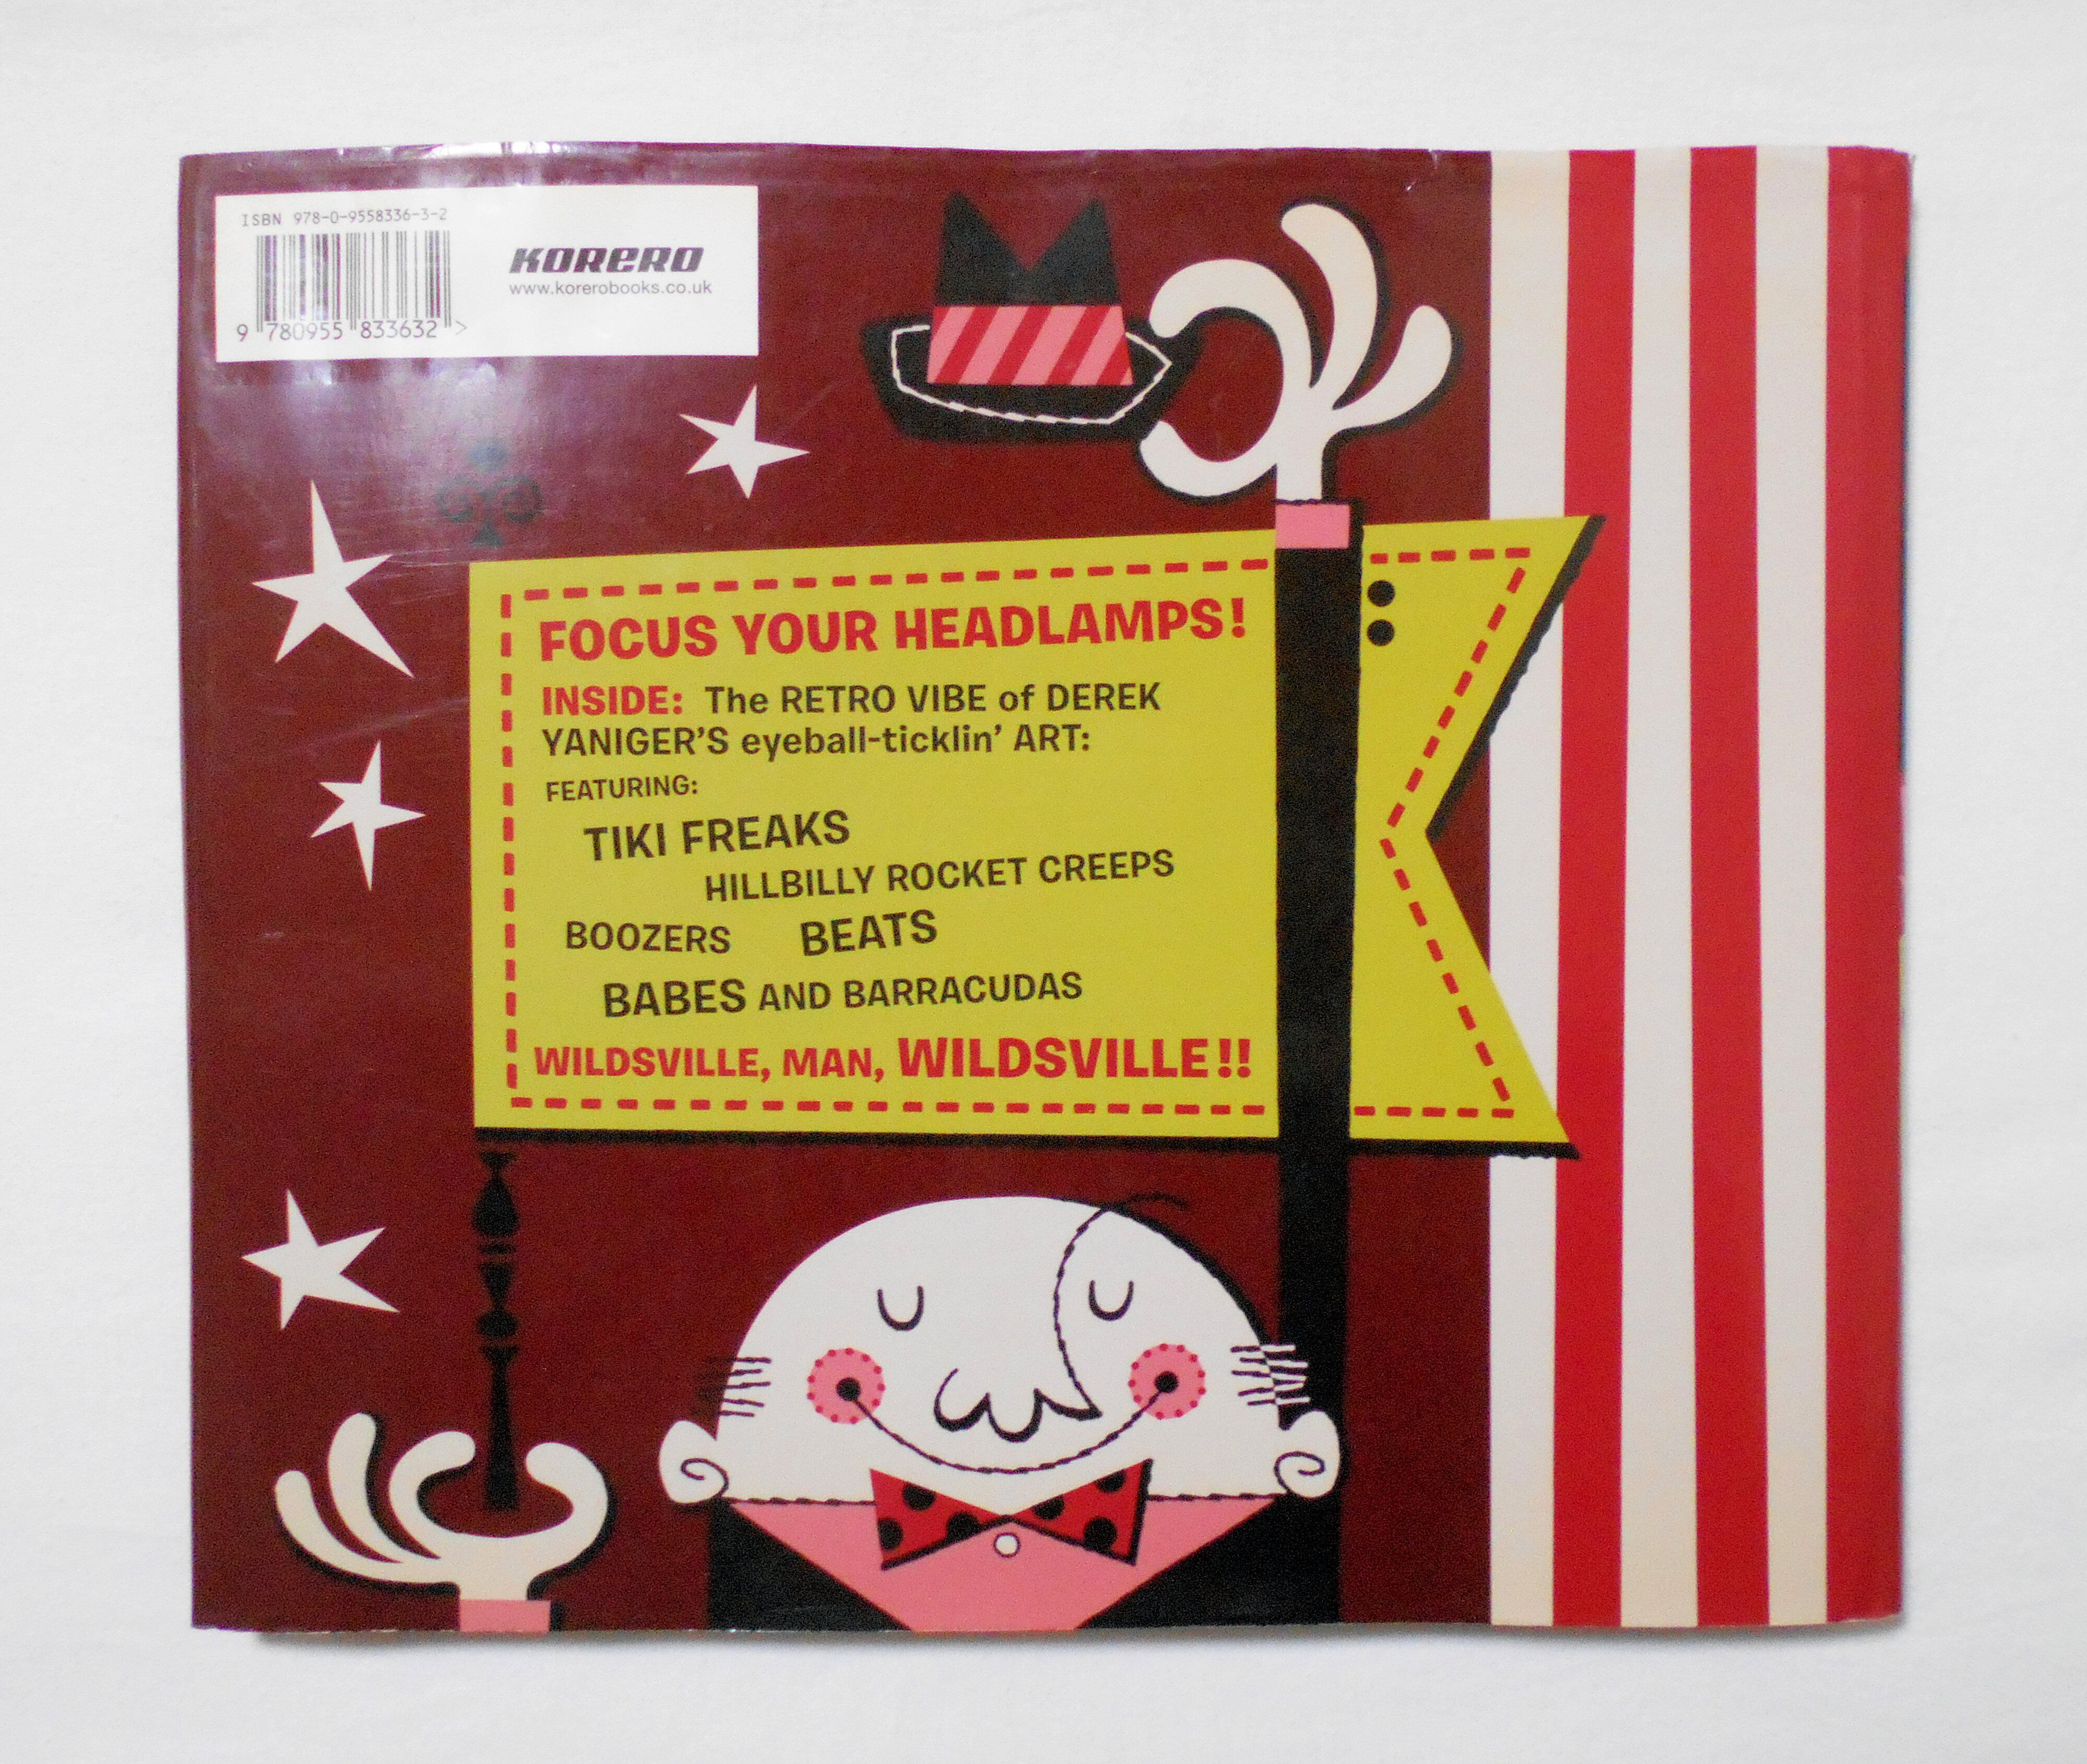 ISBN 978-0-9558336-3-2
9 780955 833632 >
KORERO
www.korerobooks.co.uk
FOCUS YOUR HEADLAMPS!
INSIDE: The RETRO VIBE of DEREK
YANIGER'S eyeball-ticklin' ART:
FEATURING:
TIKI FREAKS
HILLBILLY ROCKET CREEPS
BOOZERS BEATS
BABES AND BARRACUDAS
WILDSVILLE, MAN, WILDSVILLE!!